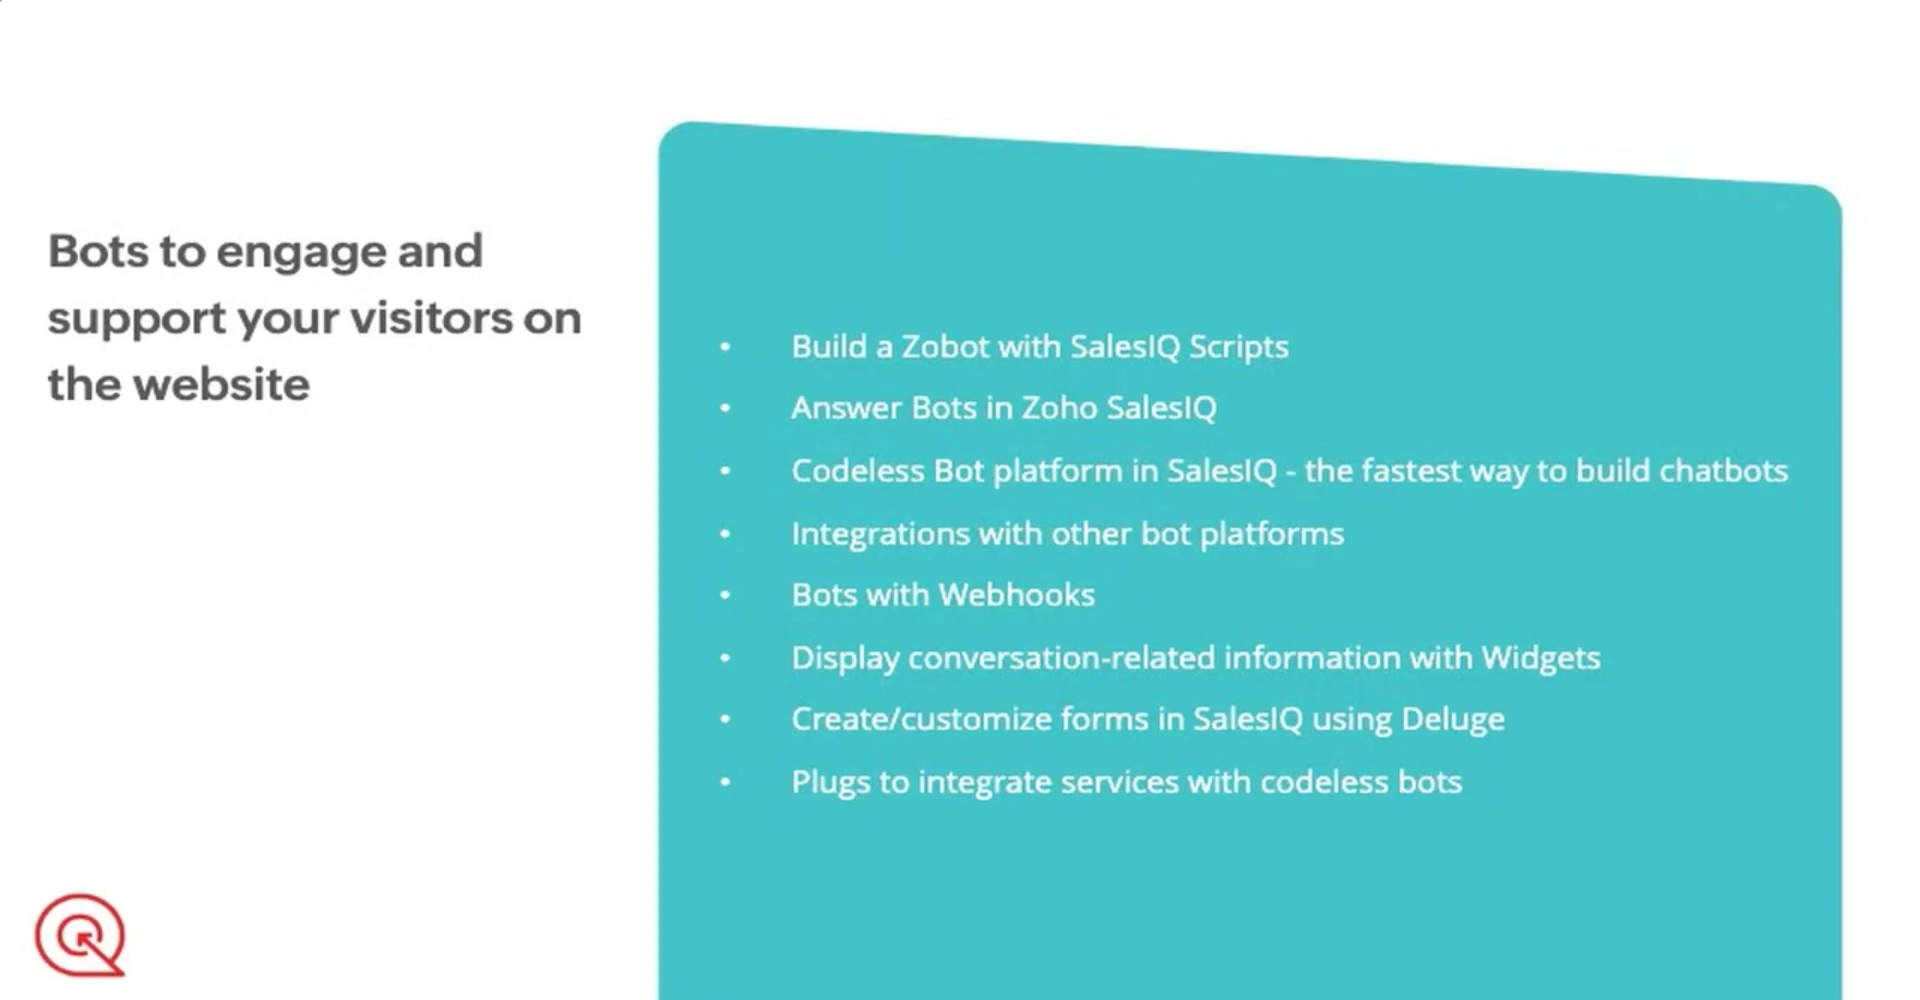 Bots to engage and
support your visitors on
the website
• Build a Zobot with SalesIQ Scripts
• Answer Bots in Zoho SalesIQ
• Codeless Bot platform in SalesIQ - the fastest way to build chatbots
• Integrations with other bot platforms
• Bots with Webhooks
• Display conversation-related information with Widgets
• Create/customize forms in SalesIQ using Deluge
• Plugs to integrate services with codeless bots